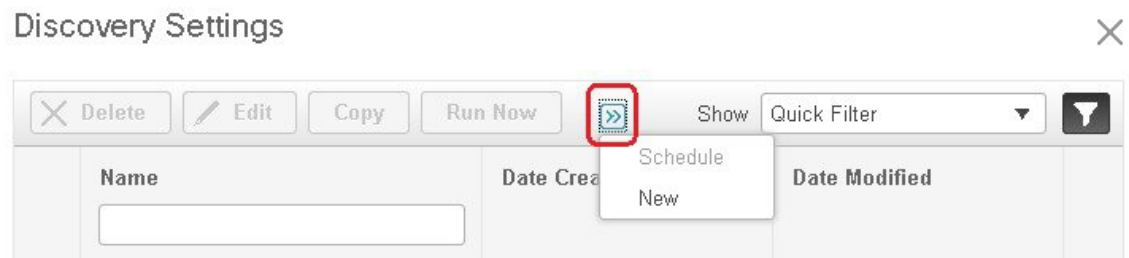 Discovery Settings
Delete Edit Copy Run Now Show Quick Filter
Schedule
Name Date Crea Date Modified
New